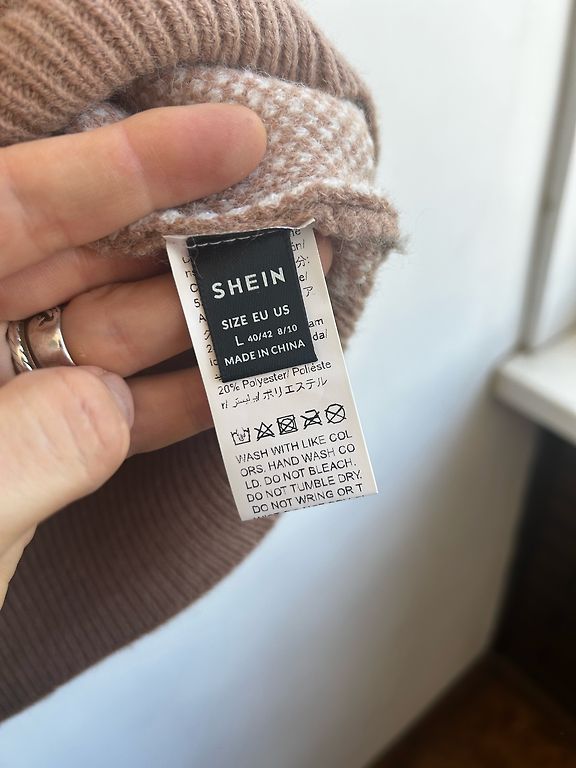 SHEIN
SIZE EU US
L 40/42 8/10
MADE IN CHINA
20% Polyester/ Poliéste
r/ بوليستر/ ポリエステル
WASH WITH LIKE COL
ORS. HAND WASH CO
LD. DO NOT BLEACH.
DO NOT TUMBLE DRY.
DO NOT WRING OR T